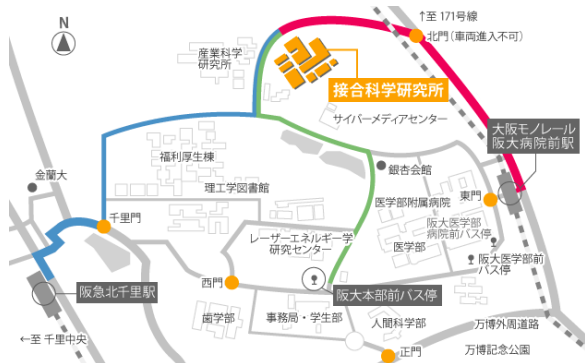 ↑至 171号線
北門(車両進入不可)
N
産業科学
研究所
接合科学研究所
サイバーメディアセンター
大阪モノレール
阪大病院前駅
福利厚生棟
銀杏会館
金蘭大
理工学図書館
医学部附属病院
東門
千里門
阪大医学部
病院前バス停
レーザーエネルギー学
研究センター
医学部
阪大医学部前
バス停
阪急北千里駅
西門
阪大本部前バス停
歯学部
事務局・学生部
人間科学部
万博外周道路
←至 千里中央
正門
万博記念公園